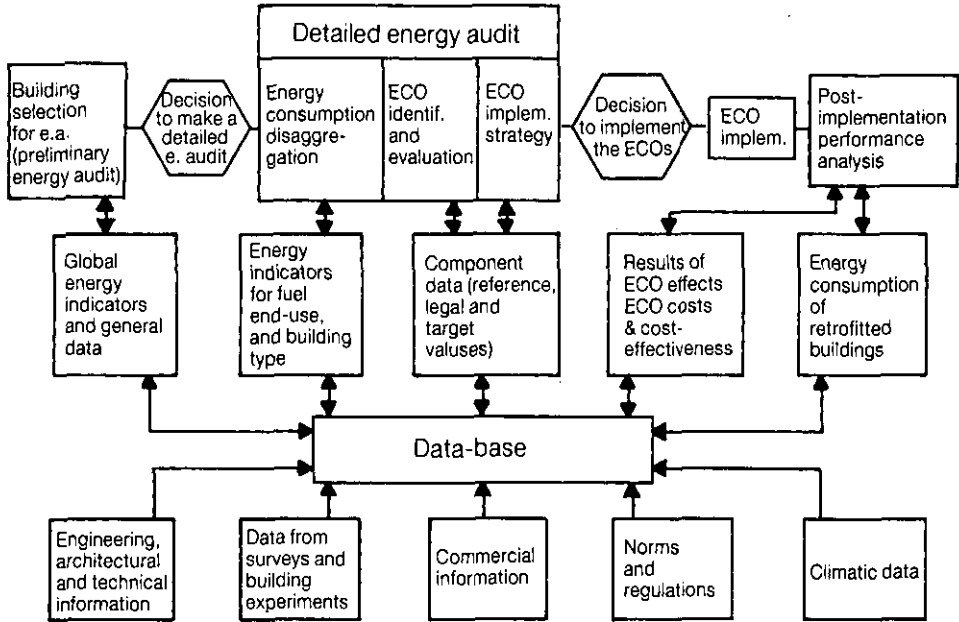 Detailed energy audit
Building
selection
for e.a.
(preliminary
energy audit)
Decision
to make a
detailed
e. audit
Energy
consumption
disaggre-
gation
ECO
identif.
and
evaluation
ECO
implem.
strategy
Decision
to implement
the ECOs
ECO
implem.
Post-
implementation
performance
analysis
Global
energy
indicators
and general
data
Energy
indicators
for fuel
end-use,
and building
type
Component
data (reference,
legal and
target
valuses)
Results of
ECO effects
ECO costs
& cost-
effectiveness
Energy
consumption
of
retrofitted
buildings
Data-base
Engineering,
architectural
and technical
information
Data from
surveys and
building
experiments
Commercial
information
Norms
and
regulations
Climatic data